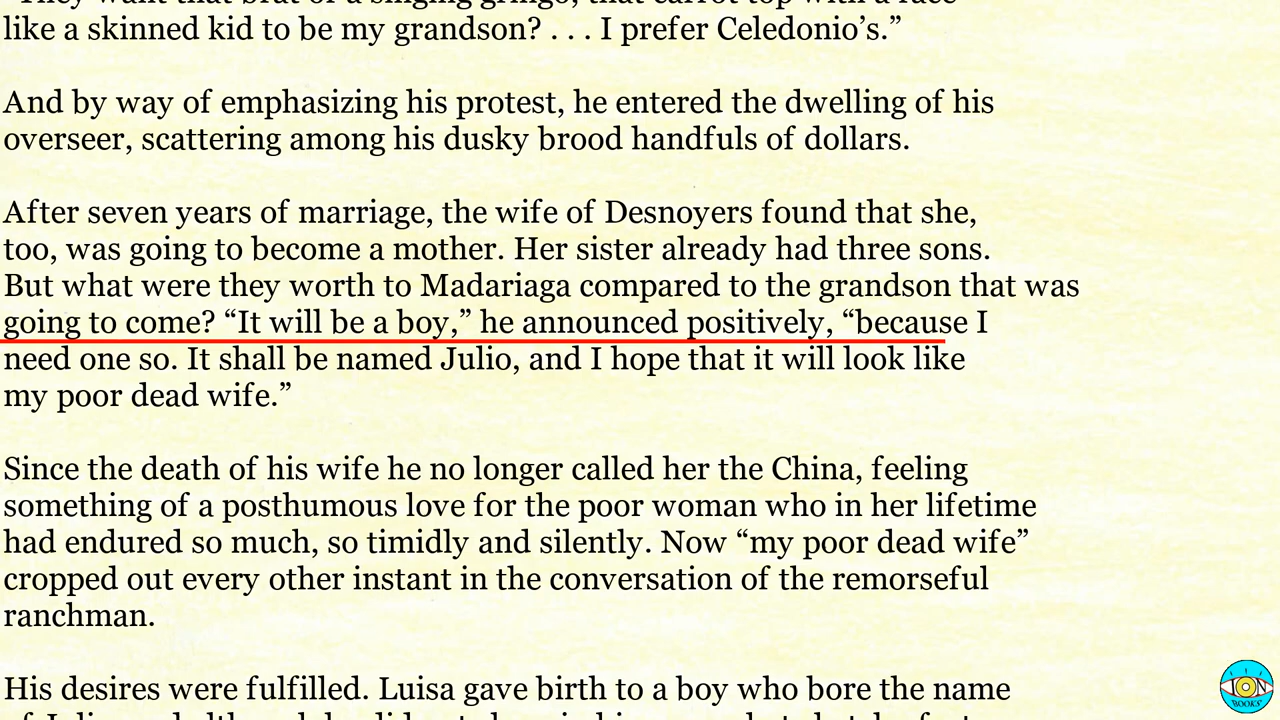 like a skinned kid to be my grandson? . . . I prefer Celedonio’s.”
And by way of emphasizing his protest, he entered the dwelling of his
overseer, scattering among his dusky brood handfuls of dollars.
After seven years of marriage, the wife of Desnoyers found that she,
too, was going to become a mother. Her sister already had three sons.
But what were they worth to Madariaga compared to the grandson that was
going to come? “It will be a boy,” he announced positively, “because I
need one so. It shall be named Julio, and I hope that it will look like
my poor dead wife.”
Since the death of his wife he no longer called her the China, feeling
something of a posthumous love for the poor woman who in her lifetime
had endured so much, so timidly and silently. Now “my poor dead wife”
cropped out every other instant in the conversation of the remorseful
ranchman.
His desires were fulfilled. Luisa gave birth to a boy who bore the name
ION
BOOKS